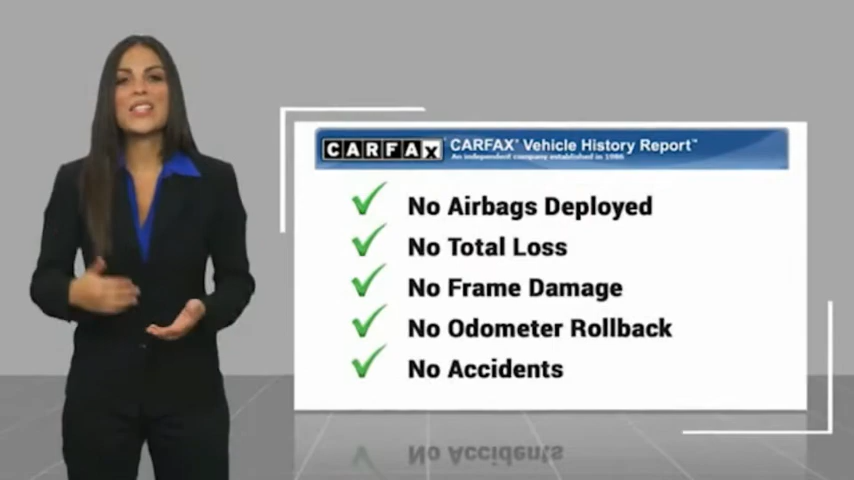 CARFAX CARFAX Vehicle History Report™
An independent company established in 1986
No Airbags Deployed
No Total Loss
No Frame Damage
No Odometer Rollback
No Accidents
No Accidents